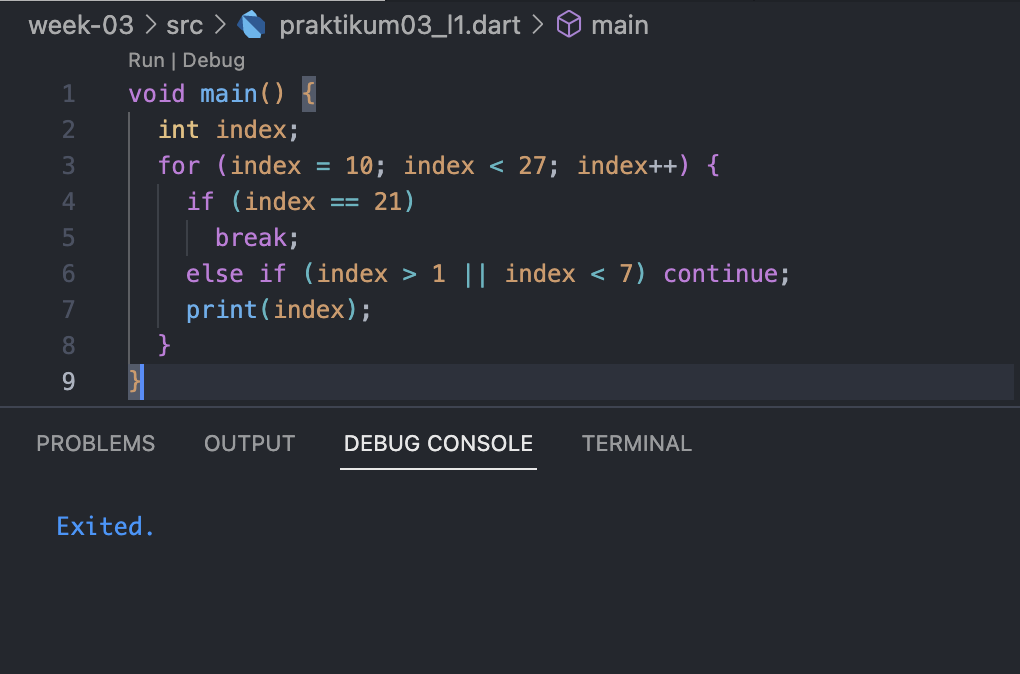 week-03 > src > praktikum03_l1.dart > main
Run | Debug
1 void main() {
2   int index;
3   for (index = 10; index < 27; index++) {
4     if (index == 21)
5       break;
6     else if (index > 1 || index < 7) continue;
7     print(index);
8   }
9 }
PROBLEMS OUTPUT DEBUG CONSOLE TERMINAL
Exited.